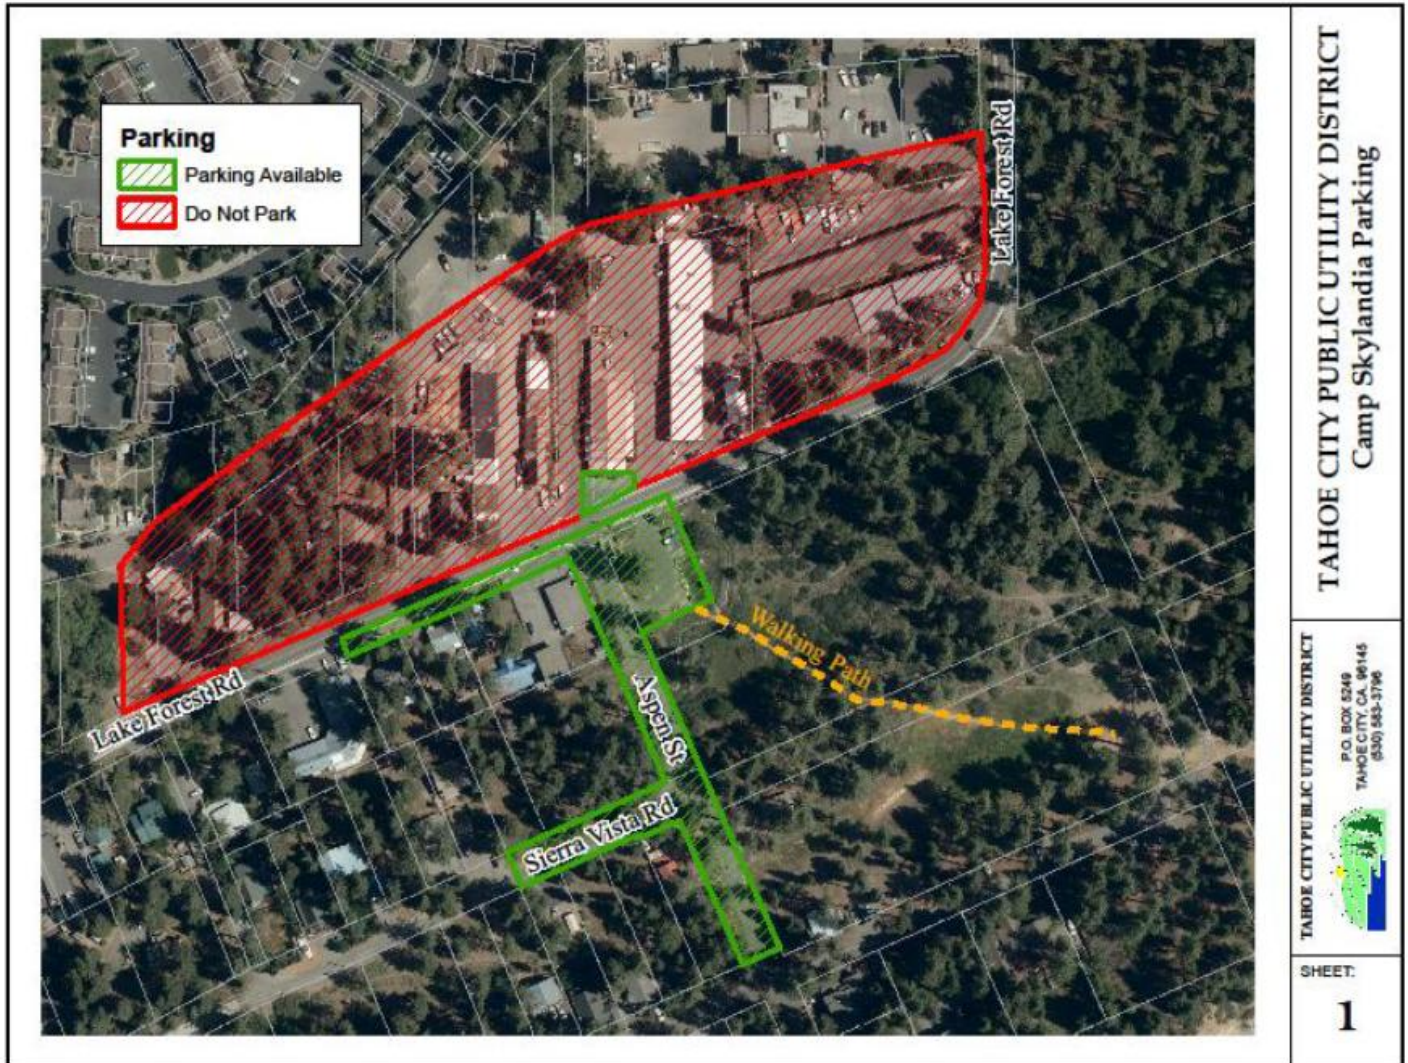 Parking
Parking Available
Do Not Park
Lake Forest Rd
Walking Path
Aspen St
Lake Forest Rd
Sierra Vista Rd
TAHOE CITY PUBLIC UTILITY DISTRICT
Camp Skylandia Parking
TAHOE CITY PUBLIC UTILITY DISTRICT
P.O. BOX 5249
TAHOE CITY, CA. 96145
(530) 583-3796
SHEET:
1